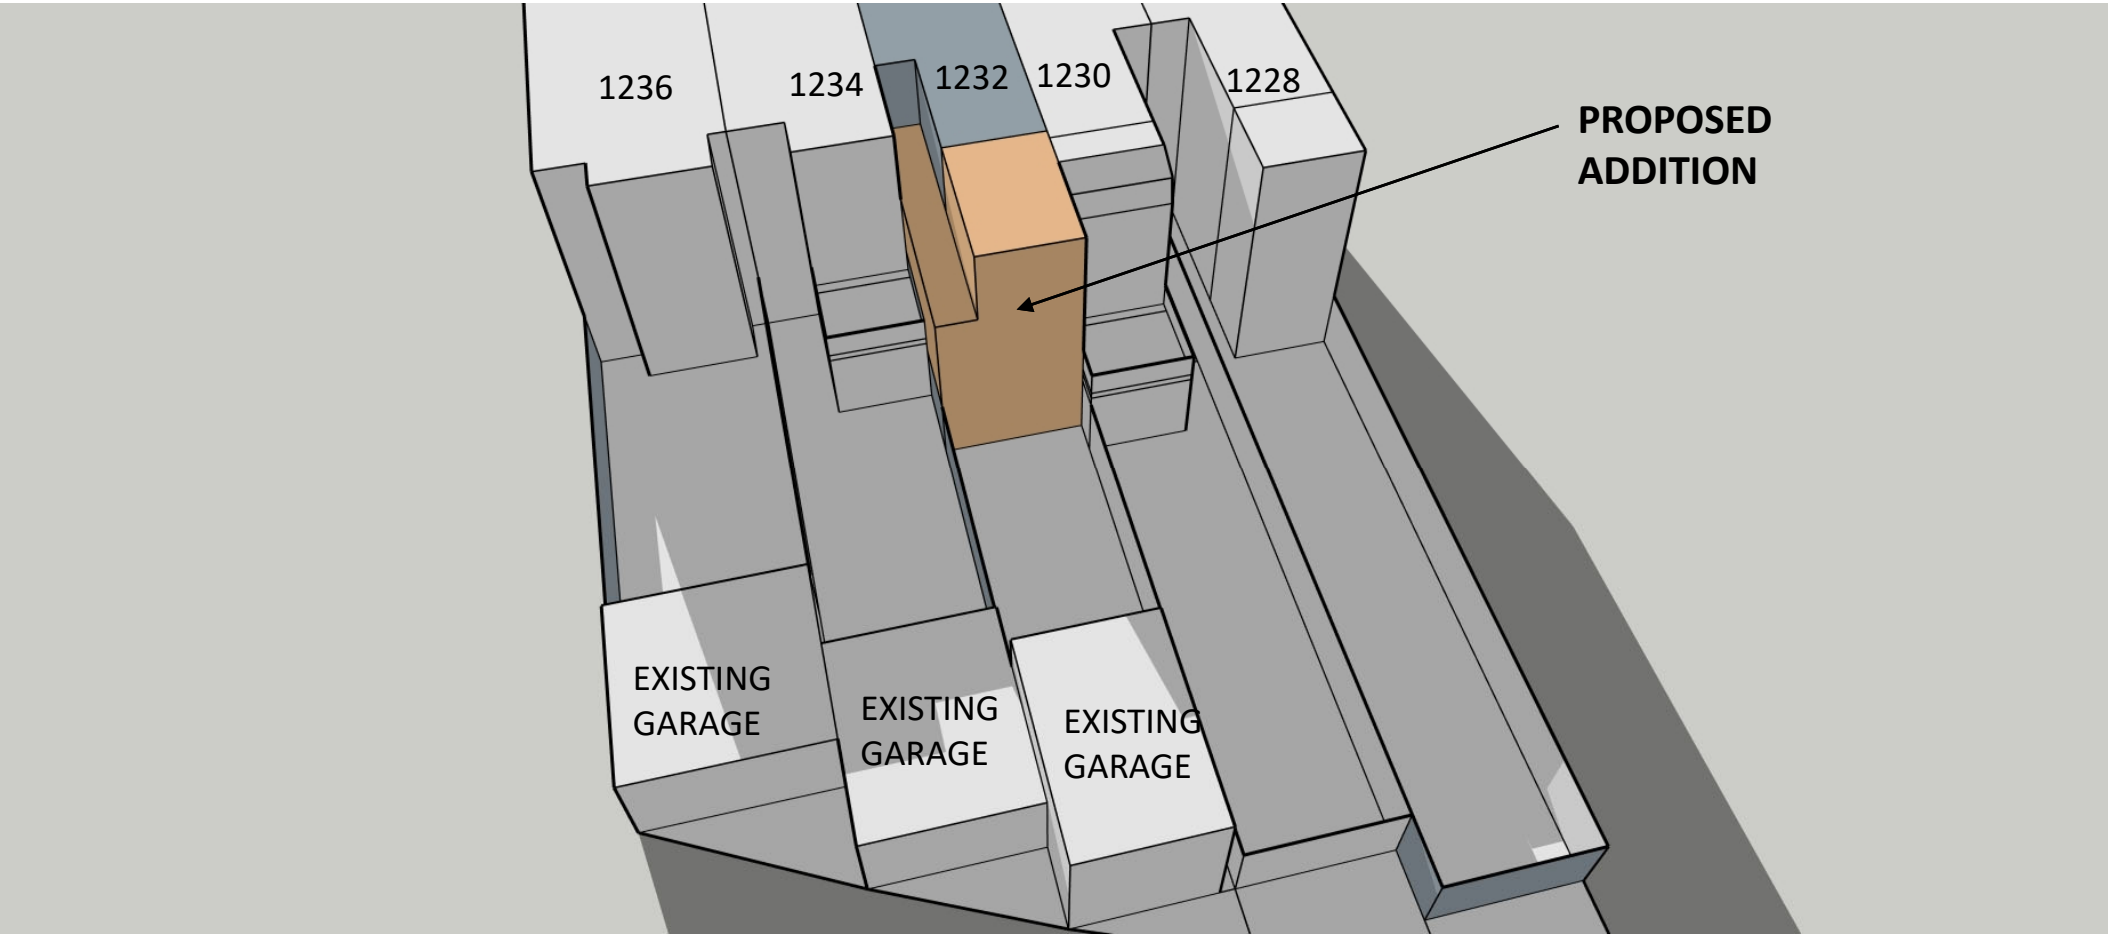 1236
1234
1232
1230
1228
PROPOSED
ADDITION
EXISTING
GARAGE
EXISTING
GARAGE
EXISTING
GARAGE